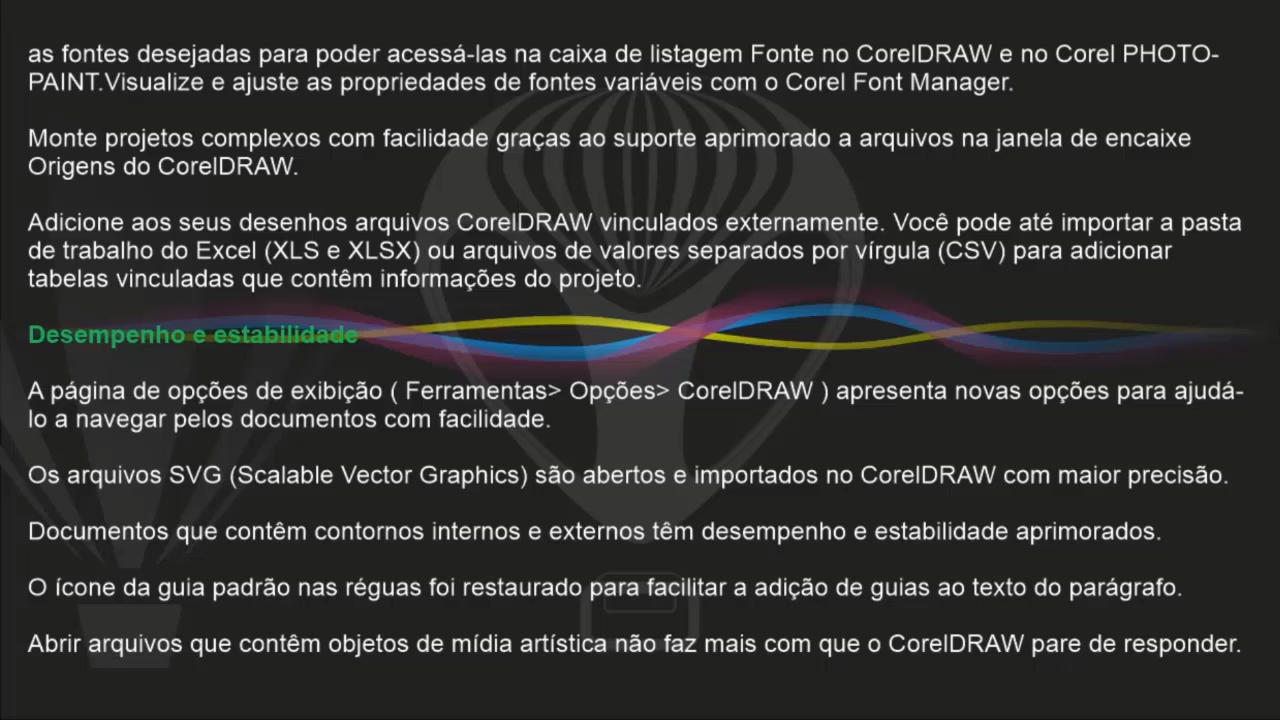 as fontes desejadas para poder acessá-las na caixa de listagem Fonte no CorelDRAW e no Corel PHOTO-
PAINT.Visualize e ajuste as propriedades de fontes variáveis com o Corel Font Manager.
Monte projetos complexos com facilidade graças ao suporte aprimorado a arquivos na janela de encaixe
Origens do CorelDRAW.
Adicione aos seus desenhos arquivos CorelDRAW vinculados externamente. Você pode até importar a pasta
de trabalho do Excel (XLS e XLSX) ou arquivos de valores separados por vírgula (CSV) para adicionar
tabelas vinculadas que contêm informações do projeto.
Desempenho e estabilidade
A página de opções de exibição ( Ferramentas> Opções> CorelDRAW ) apresenta novas opções para ajudá-
lo a navegar pelos documentos com facilidade.
Os arquivos SVG (Scalable Vector Graphics) são abertos e importados no CorelDRAW com maior precisão.
Documentos que contêm contornos internos e externos têm desempenho e estabilidade aprimorados.
O ícone da guia padrão nas réguas foi restaurado para facilitar a adição de guias ao texto do parágrafo.
Abrir arquivos que contêm objetos de mídia artística não faz mais com que o CorelDRAW pare de responder.